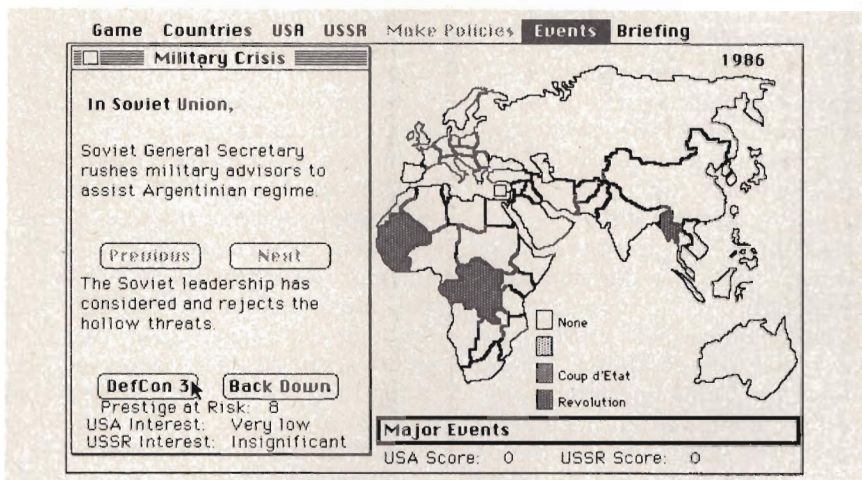 Game Countries USA USSR Make Policies Events Briefing
Military Crisis
In Soviet Union,
Soviet General Secretary
rushes military advisors to
assist Argentinian regime.
Previous Next
The Soviet leadership has
considered and rejects the
hollow threats.
DefCon 3 Back Down
Prestige at Risk: 8
USA Interest: Very low
USSR Interest: Insignificant
1986
None
Coup d'Etat
Revolution
Major Events
USA Score: 0 USSR Score: 0